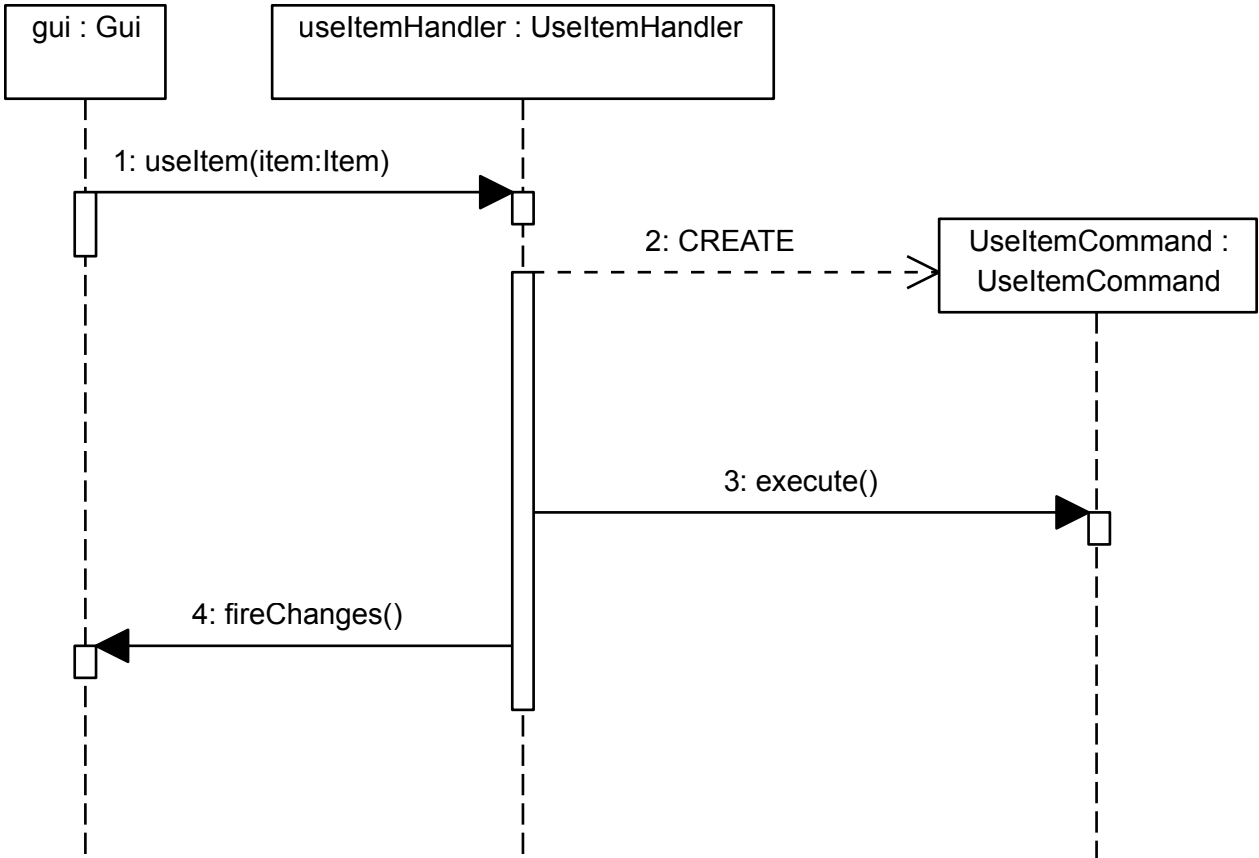 gui : Gui
useItemHandler : UseItemHandler
1: useItem(item:Item)
2: CREATE
UseItemCommand :
UseItemCommand
3: execute()
4: fireChanges()